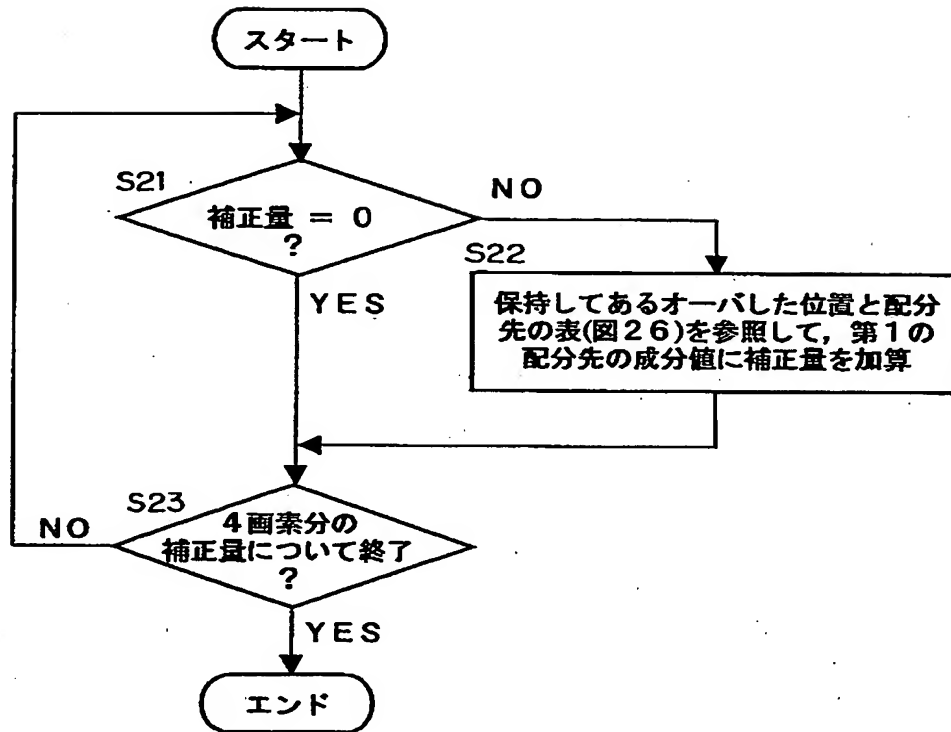 スタート
S21
補正量 = 0
?
NO
YES
S22
保持してあるオーバした位置と配分
先の表(図26)を参照して,第1の
配分先の成分値に補正量を加算
S23
4画素分の
補正量について終了
?
NO
YES
エンド